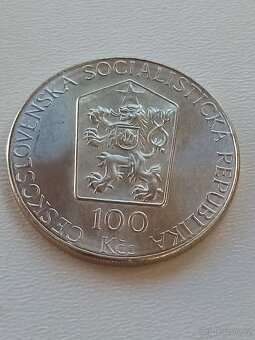 ČESKOSLOVENSKÁ SOCIALISTICKÁ REPUBLIKA
100
Kčs